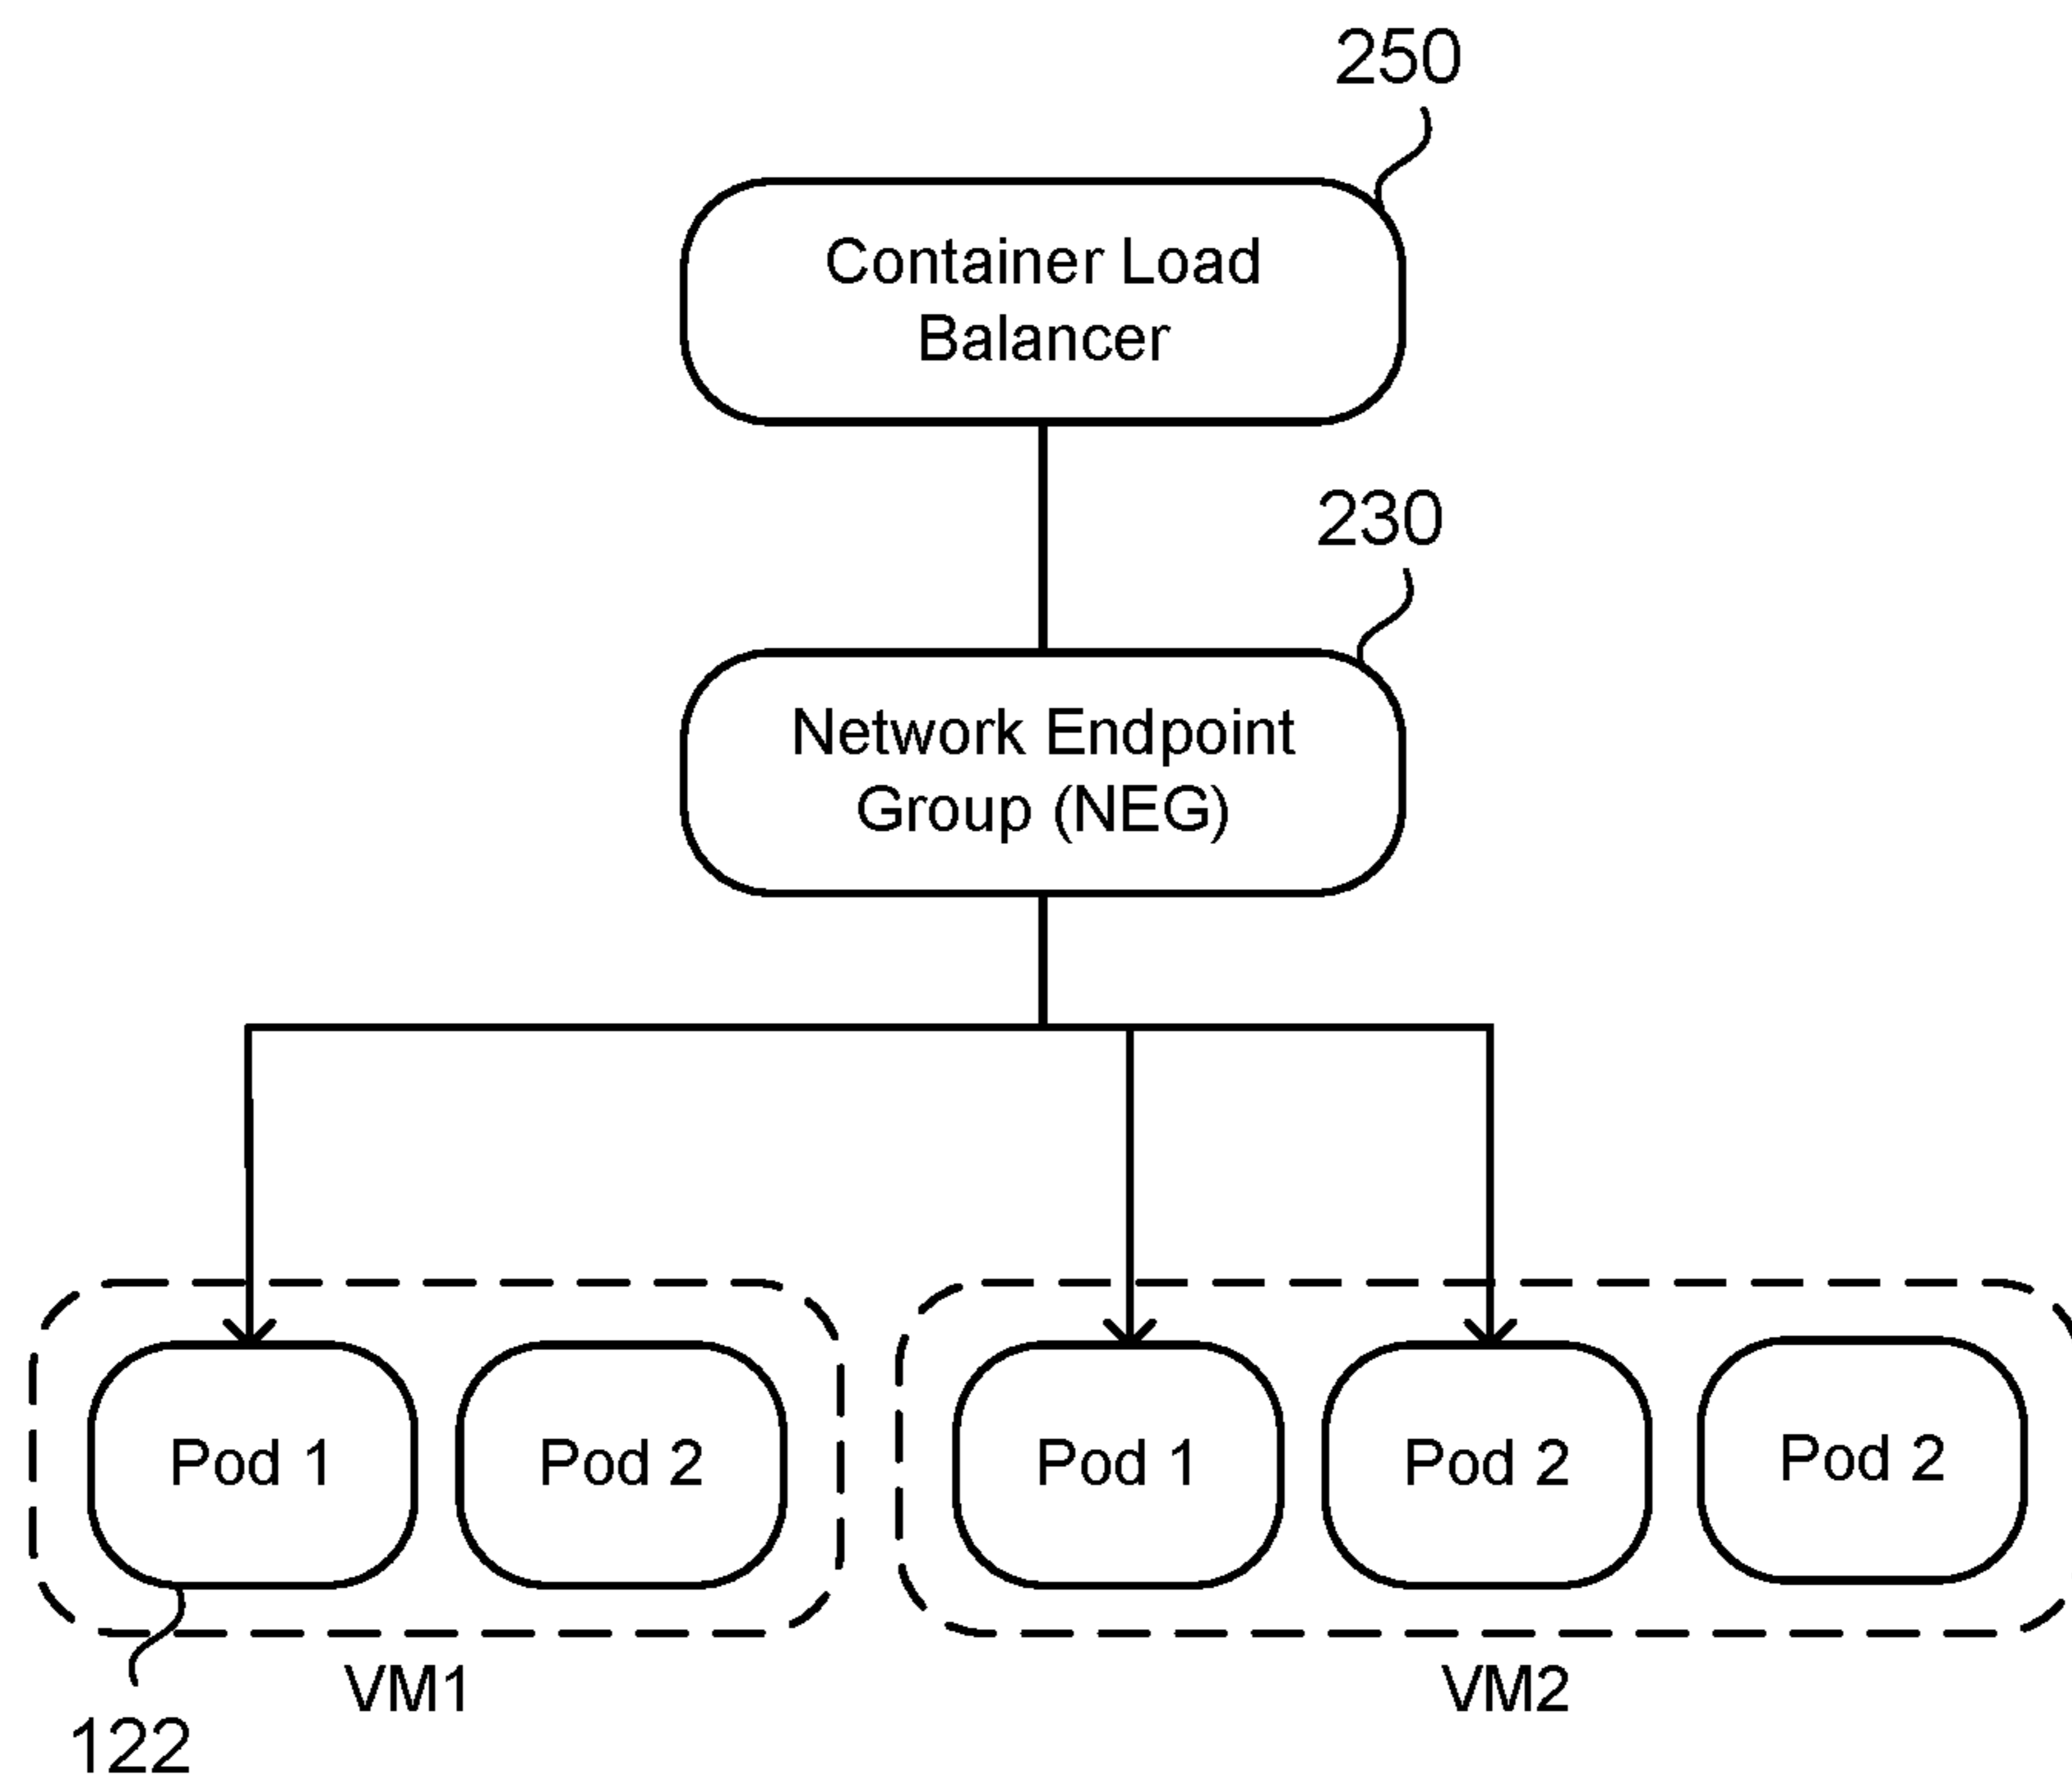 250
Container Load
Balancer
230
Network Endpoint
Group (NEG)
Pod 1
Pod 2
Pod 1
Pod 2
Pod 2
VM1
VM2
122